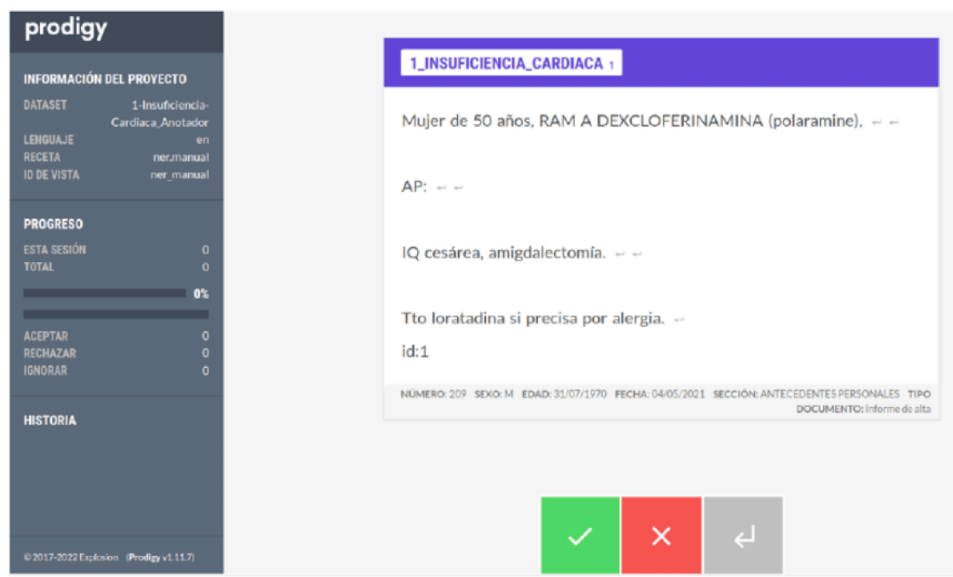 prodigy
INFORMACIÓN DEL PROYECTO
DATASET 1-Insuficiencia-
Cardiaca_Anotador
LENGUAJE en
RECETA ner.manual
ID DE VISTA ner_manual
PROGRESO
ESTA SESIÓN 0
TOTAL 0
0%
ACEPTAR 0
RECHAZAR 0
IGNORAR 0
HISTORIA
© 2017-2022 Explosion (Prodigy v1.11.7)
1_INSUFICIENCIA_CARDIACA 1
Mujer de 50 años, RAM A DEXCLOFERINAMINA (polaramine), ↵ ↵
AP: ↵ ↵
IQ cesárea, amigdalectomía. ↵ ↵
Tto loratadina si precisa por alergia. ↵
id:1
NÚMERO: 209 SEXO: M EDAD: 31/07/1970 FECHA: 04/05/2021 SECCIÓN: ANTECEDENTES PERSONALES TIPO
DOCUMENTO: Informe de alta